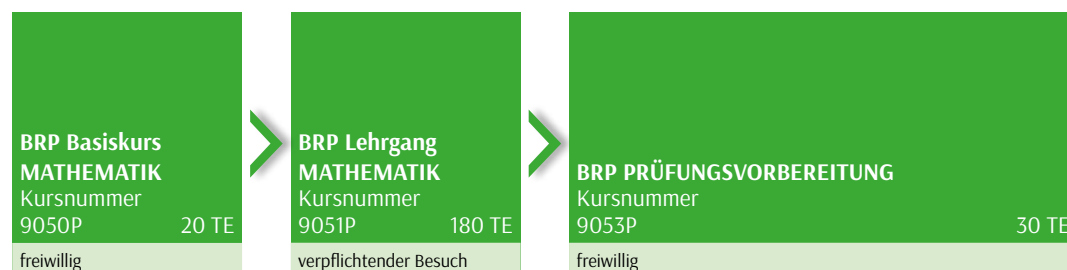 BRP Basiskurs
MATHEMATIK
Kursnummer
9050P 20 TE
freiwillig
BRP Lehrgang
MATHEMATIK
Kursnummer
9051P 180 TE
verpflichtender Besuch
BRP PRÜFUNGSVORBEREITUNG
Kursnummer
9053P 30 TE
freiwillig